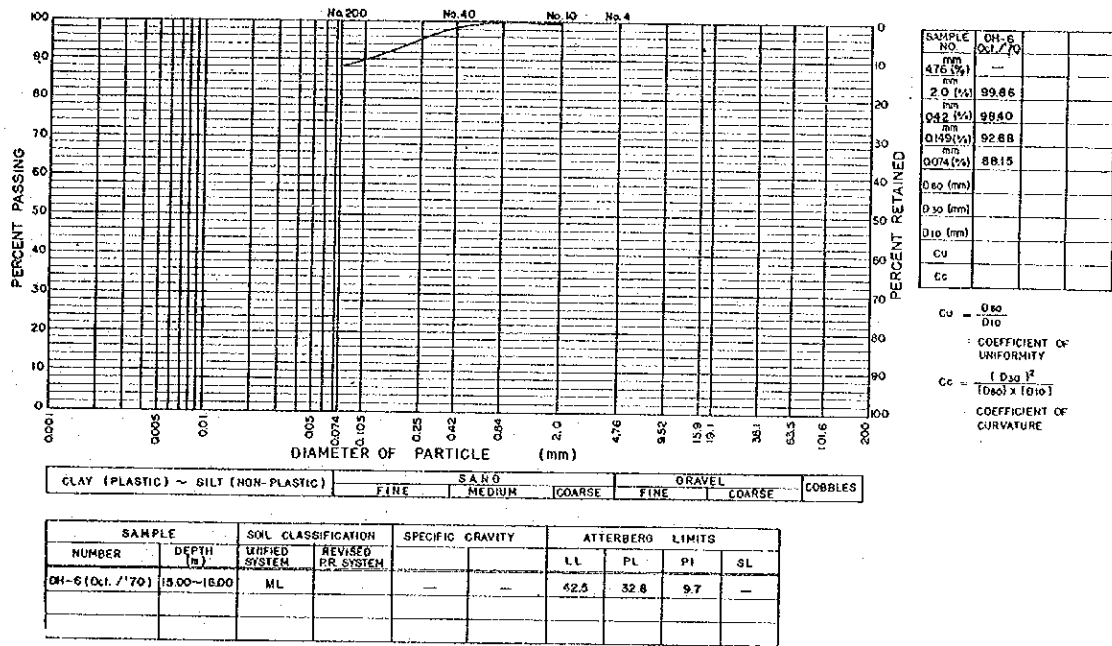 No.200 No.40 No.10 No.4
PERCENT PASSING
100
90
80
70
60
50
40
30
20
10
0
0
10
20
30
40
50
60
70
80
90
100
PERCENT RETAINED
0.001 0.005 0.01 0.05 0.074 0.105 0.25 0.42 0.84 2.0 4.76 9.52 15.9 19.1 38.1 63.5 101.6 200
DIAMETER OF PARTICLE (mm)
CLAY (PLASTIC) ~ SILT (NON-PLASTIC) SAND GRAVEL COBBLES
FINE MEDIUM COARSE FINE COARSE
SAMPLE NO. DH-6 Oct./'70
mm 4.76 (%) —
mm 2.0 (%) 99.86
mm 0.42 (%) 98.40
mm 0.149 (%) 92.68
mm 0.074 (%) 88.15
D60 (mm)
D30 (mm)
D10 (mm)
Cu
Cc
Cu = D60 / D10
: COEFFICIENT OF UNIFORMITY
Cc = (D30)² / [D60] x [D10]
: COEFFICIENT OF CURVATURE
SAMPLE SOIL CLASSIFICATION SPECIFIC GRAVITY ATTERBERG LIMITS
NUMBER DEPTH (m) UNIFIED SYSTEM REVISED P.R. SYSTEM LL PL PI SL
DH-6 (Oct. /'70) 15.00~16.00 ML — — 42.5 32.8 9.7 —